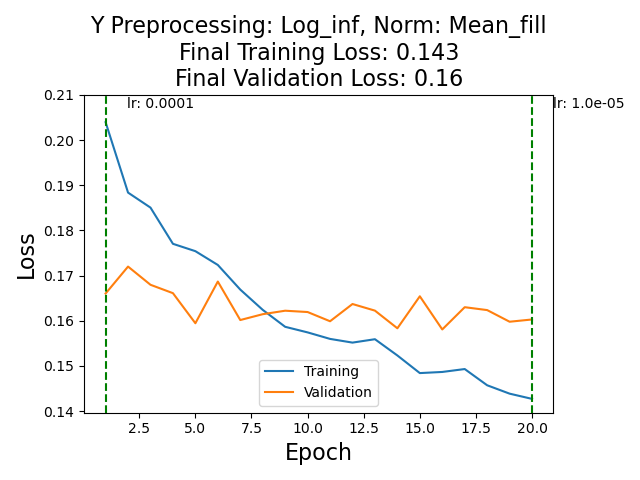 Y Preprocessing: Log_inf, Norm: Mean_fill
Final Training Loss: 0.143
Final Validation Loss: 0.16
lr: 0.0001
lr: 1.0e-05
0.21
0.20
0.19
0.18
0.17
0.16
0.15
0.14
Loss
Training
Validation
2.5 5.0 7.5 10.0 12.5 15.0 17.5 20.0
Epoch